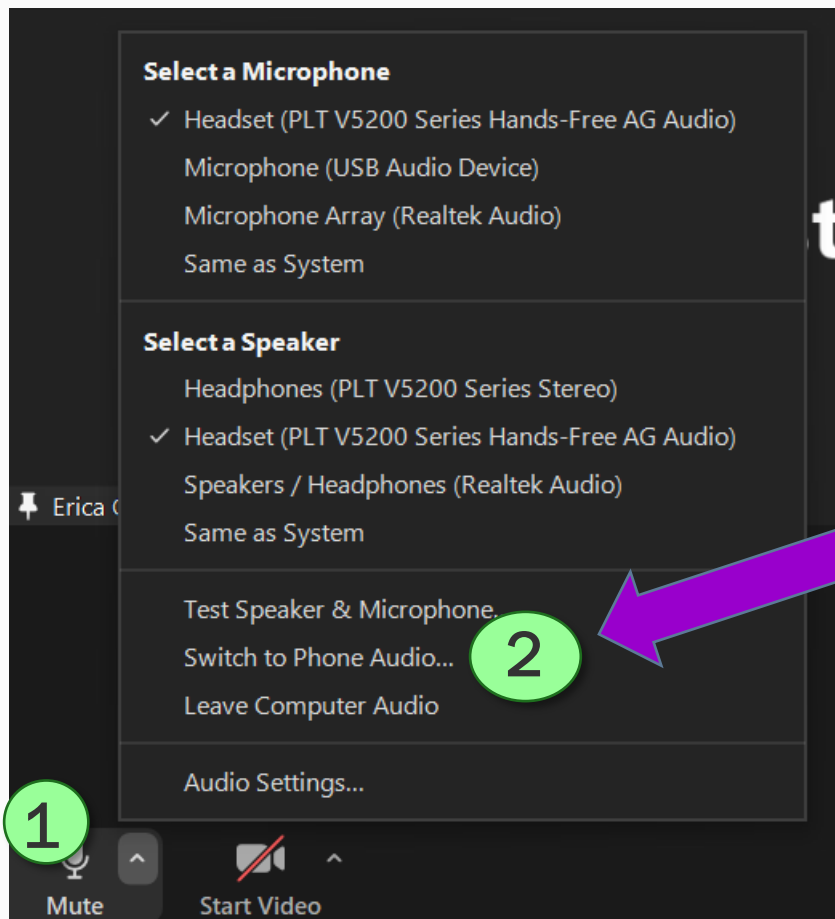 Select a Microphone
✓ Headset (PLT V5200 Series Hands-Free AG Audio)
Microphone (USB Audio Device)
Microphone Array (Realtek Audio)
Same as System
Select a Speaker
Headphones (PLT V5200 Series Stereo)
✓ Headset (PLT V5200 Series Hands-Free AG Audio)
Speakers / Headphones (Realtek Audio)
Erica
Same as System
Test Speaker & Microphone...
Switch to Phone Audio...
2
Leave Computer Audio
Audio Settings...
1
Mute
Start Video